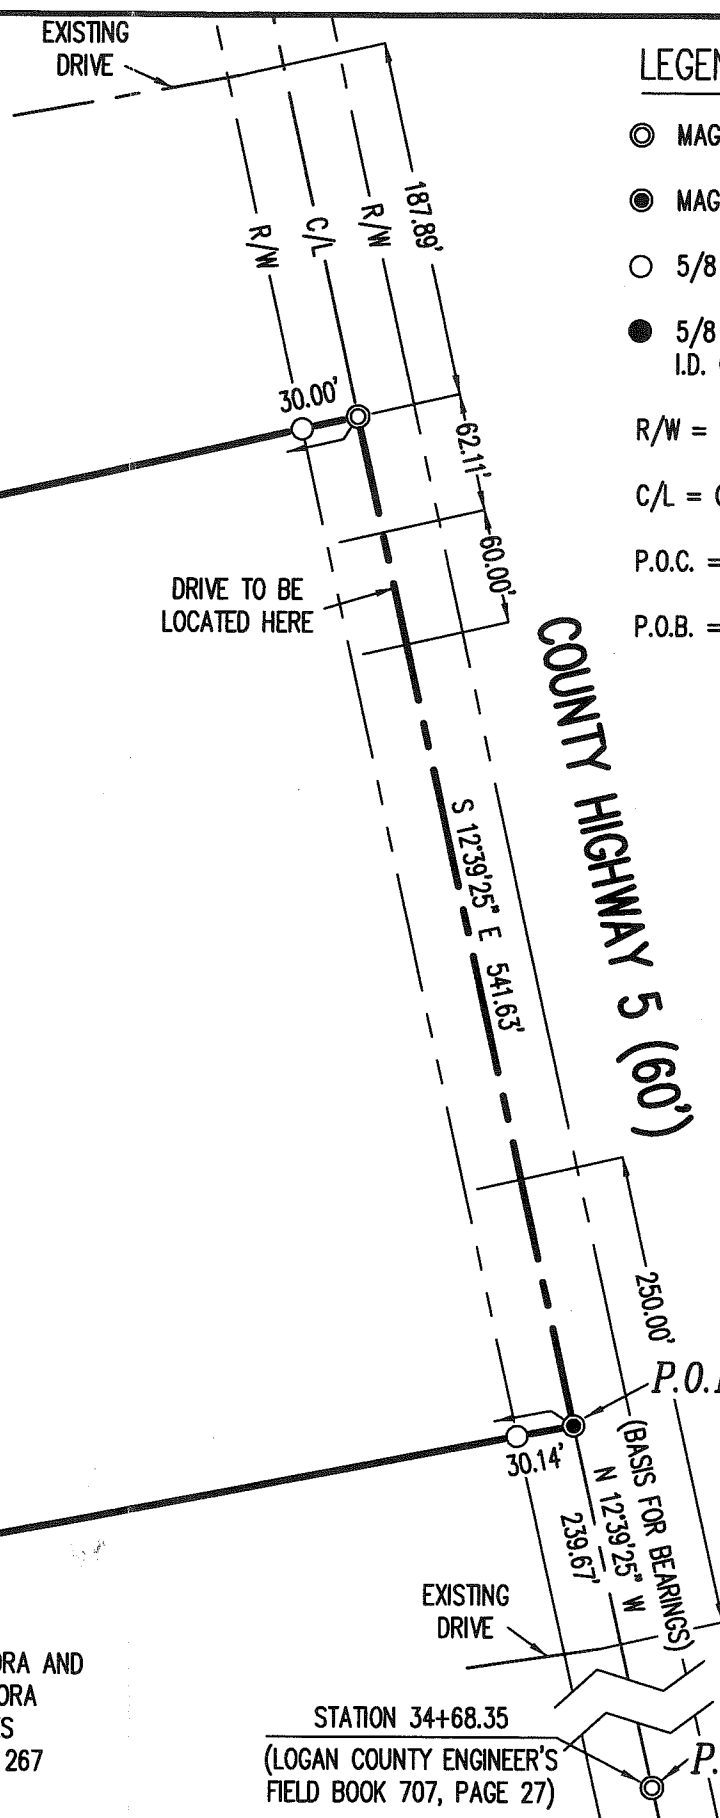 EXISTING
DRIVE
LEGEN
MAG
MAG
5/8
5/8
I.D.
R/W =
C/L =
P.O.C. =
P.O.B. =
R/W
C/L
R/W
187.89'
30.00'
62.11'
60.00'
DRIVE TO BE
LOCATED HERE
COUNTY HIGHWAY 5 (60')
S 12°39'25" E 541.63'
250.00'
P.O.
30.14'
(BASIS FOR BEARINGS)
N 12°39'25" W
239.67'
EXISTING
DRIVE
ORA AND
ORA
S
267
STATION 34+68.35
(LOGAN COUNTY ENGINEER'S
FIELD BOOK 707, PAGE 27)
P.